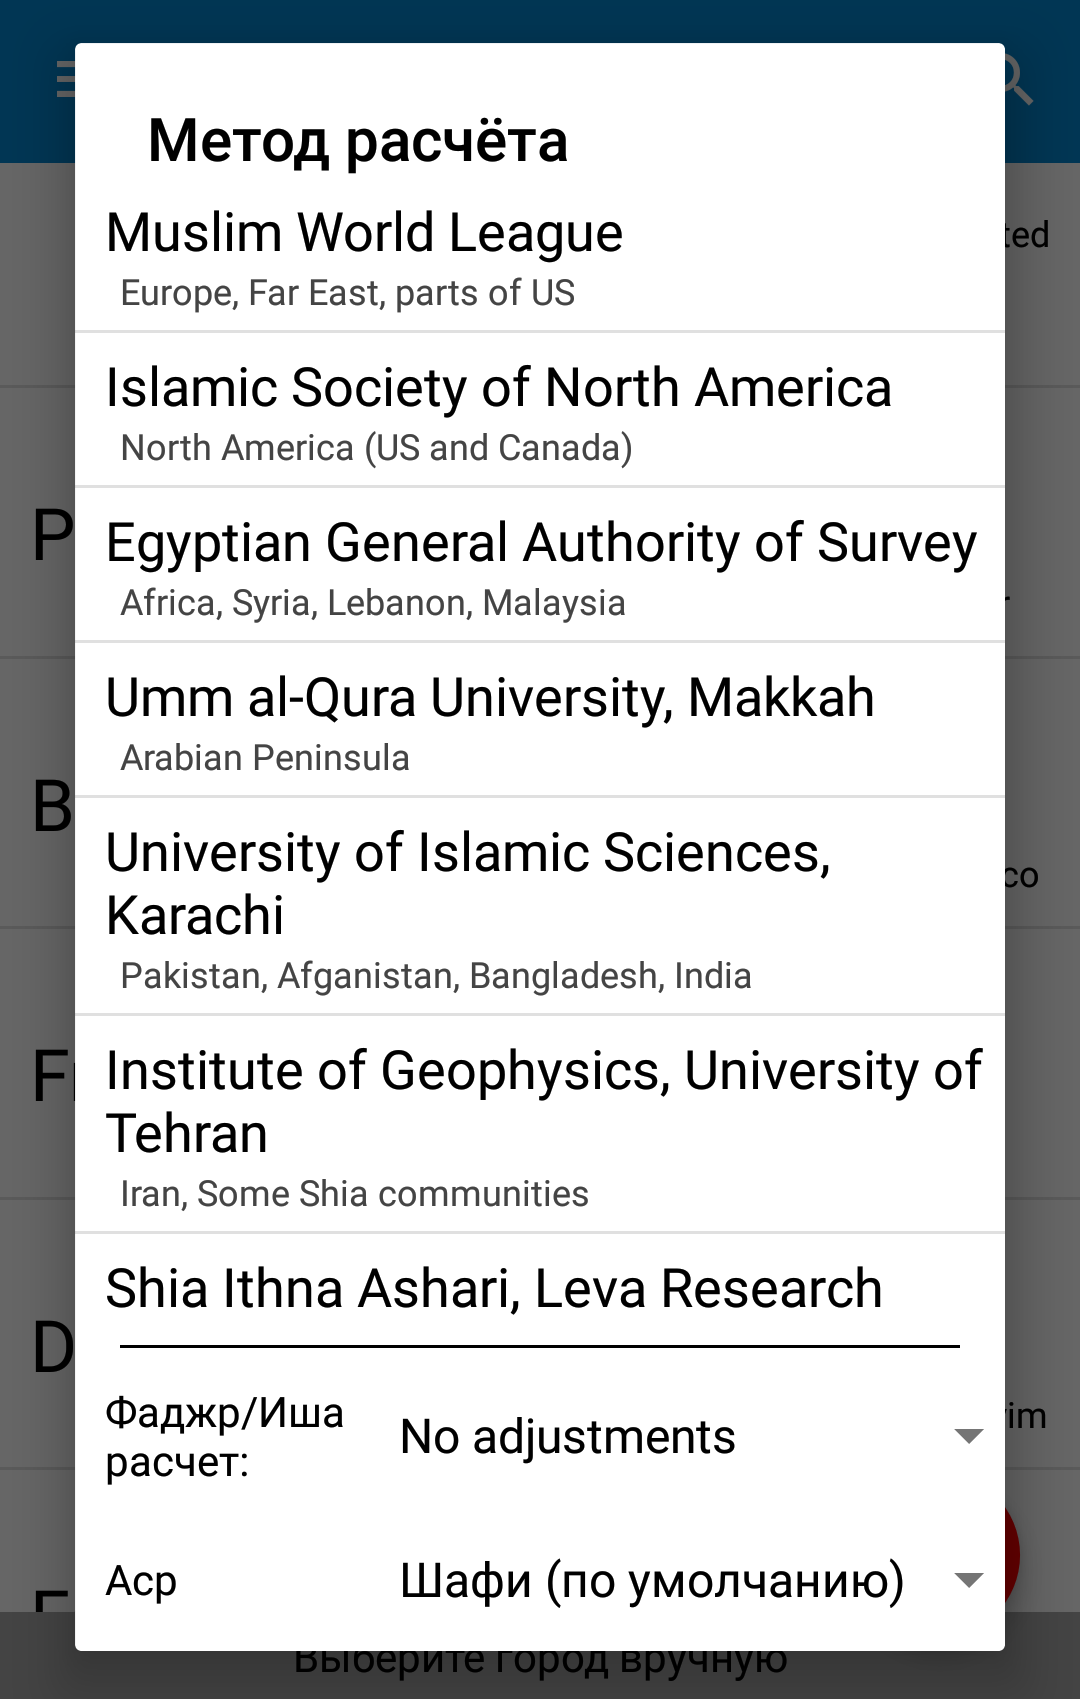 Метод расчёта
Muslim World League
Europe, Far East, parts of US
Islamic Society of North America
North America (US and Canada)
Egyptian General Authority of Survey
Africa, Syria, Lebanon, Malaysia
Umm al-Qura University, Makkah
Arabian Peninsula
University of Islamic Sciences,
Karachi
Pakistan, Afganistan, Bangladesh, India
Institute of Geophysics, University of
Tehran
Iran, Some Shia communities
Shia Ithna Ashari, Leva Research
Фаджр/Иша
расчет:
No adjustments
Аср
Шафи (по умолчанию)
Выберите город вручную